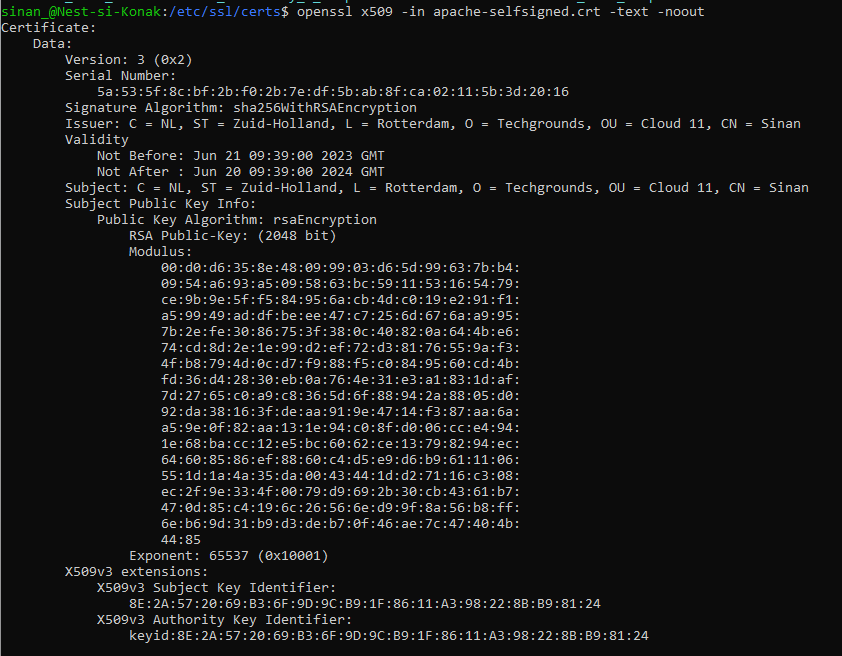 sinan_@Nest-si-Konak:/etc/ssl/certs$ openssl x509 -in apache-selfsigned.crt -text -noout
Certificate:
    Data:
        Version: 3 (0x2)
        Serial Number:
            5a:53:5f:8c:bf:2b:f0:2b:7e:df:5b:ab:8f:ca:02:11:5b:3d:20:16
        Signature Algorithm: sha256WithRSAEncryption
        Issuer: C = NL, ST = Zuid-Holland, L = Rotterdam, O = Techgrounds, OU = Cloud 11, CN = Sinan
        Validity
            Not Before: Jun 21 09:39:00 2023 GMT
            Not After : Jun 20 09:39:00 2024 GMT
        Subject: C = NL, ST = Zuid-Holland, L = Rotterdam, O = Techgrounds, OU = Cloud 11, CN = Sinan
        Subject Public Key Info:
            Public Key Algorithm: rsaEncryption
                RSA Public-Key: (2048 bit)
                Modulus:
                    00:d0:d6:35:8e:48:09:99:03:d6:5d:99:63:7b:b4:
                    09:54:a6:93:a5:09:58:63:bc:59:11:53:16:54:79:
                    ce:9b:9e:5f:f5:84:95:6a:cb:4d:c0:19:e2:91:f1:
                    a5:99:49:ad:df:be:ee:47:c7:25:6d:67:6a:a9:95:
                    7b:2e:fe:30:86:75:3f:38:0c:40:82:0a:64:4b:e6:
                    74:cd:8d:2e:1e:99:d2:ef:72:d3:81:76:55:9a:f3:
                    4f:b8:79:4d:0c:d7:f9:88:f5:c0:84:95:60:cd:4b:
                    fd:36:d4:28:30:eb:0a:76:4e:31:e3:a1:83:1d:af:
                    7d:27:65:c0:a9:c8:36:5d:6f:88:94:2a:88:05:d0:
                    92:da:38:16:3f:de:aa:91:9e:47:14:f3:87:aa:6a:
                    a5:9e:0f:82:aa:13:1e:94:c0:8f:d0:06:cc:e4:94:
                    1e:68:ba:cc:12:e5:bc:60:62:ce:13:79:82:94:ec:
                    64:60:85:86:ef:88:60:c4:d5:e9:d6:b9:61:11:06:
                    55:1d:1a:4a:35:da:00:43:44:1d:d2:71:16:c3:08:
                    ec:2f:9e:33:4f:00:79:d9:69:2b:30:cb:43:61:b7:
                    47:0d:85:c4:19:6c:26:56:6e:d9:9f:8a:56:b8:ff:
                    6e:b6:9d:31:b9:d3:de:b7:0f:46:ae:7c:47:40:4b:
                    44:85
                Exponent: 65537 (0x10001)
        X509v3 extensions:
            X509v3 Subject Key Identifier:
                8E:2A:57:20:69:B3:6F:9D:9C:B9:1F:86:11:A3:98:22:8B:B9:81:24
            X509v3 Authority Key Identifier:
                keyid:8E:2A:57:20:69:B3:6F:9D:9C:B9:1F:86:11:A3:98:22:8B:B9:81:24